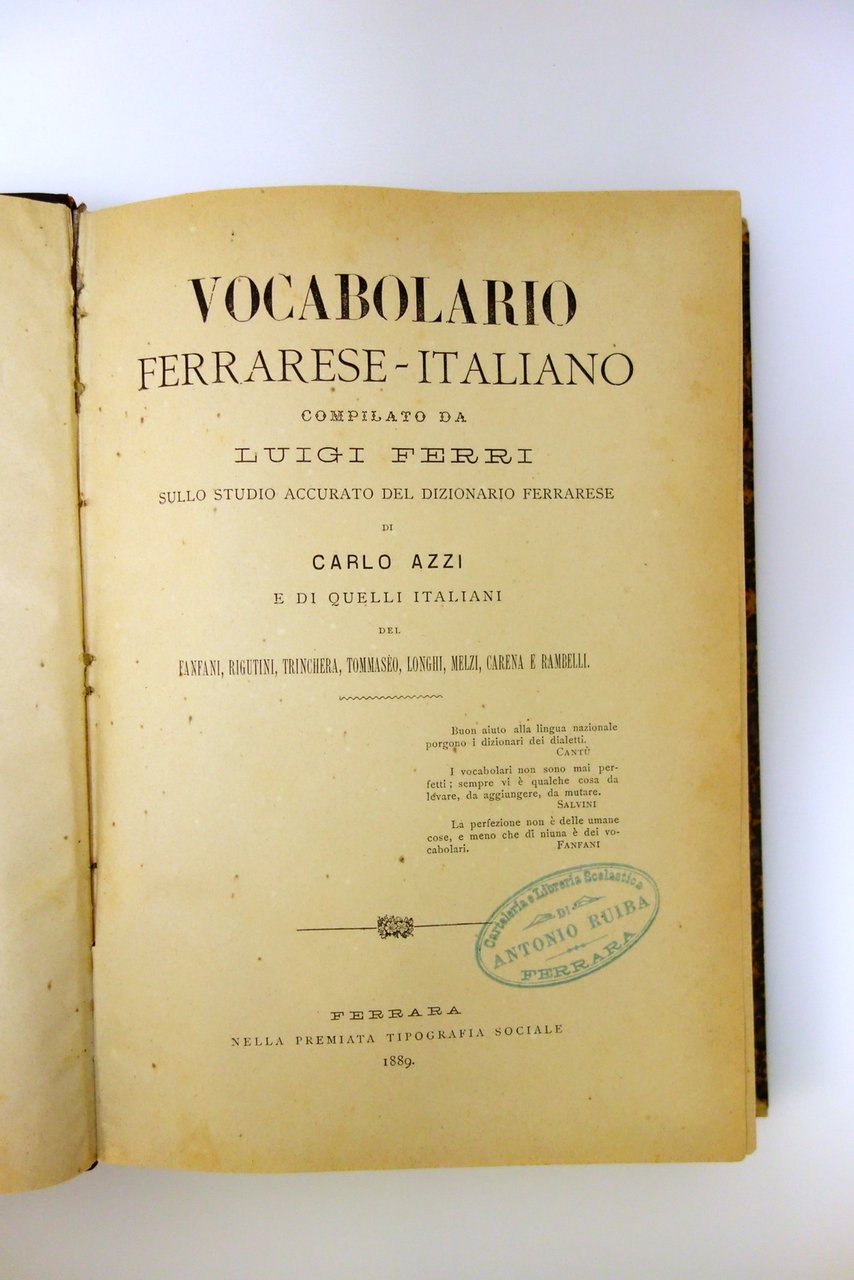 VOCABOLARIO
FERRARESE-ITALIANO
COMPILATO DA
LUIGI FERRI
SULLO STUDIO ACCURATO DEL DIZIONARIO FERRARESE
DI
CARLO AZZI
E DI QUELLI ITALIANI
DEL
FANFANI, RIGUTINI, TRINCHERA, TOMMASÈO, LONGHI, MELZI, CARENA E RAMBELLI.
Buon aiuto alla lingua nazionale
porgono i dizionari dei dialetti.
CANTÙ
I vocabolari non sono mai per-
fetti; sempre vi è qualche cosa da
levare, da aggiungere, da mutare.
SALVINI
La perfezione non è delle umane
cose, e meno che di niuna è dei vo-
cabolari. FANFANI
Cartoleria e Libreria Scolastica
DI
ANTONIO RUIBA
FERRARA
FERRARA
NELLA PREMIATA TIPOGRAFIA SOCIALE
1889.